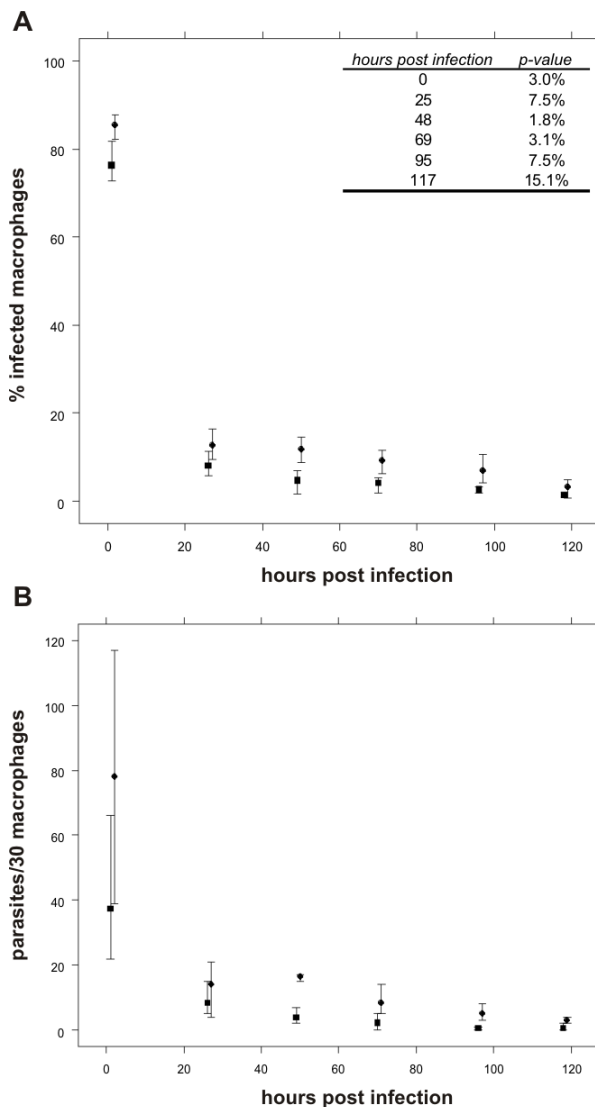 A
hours post infection p-value
0 3.0%
25 7.5%
48 1.8%
69 3.1%
95 7.5%
117 15.1%
100
80
60
40
20
0
% infected macrophages
0 20 40 60 80 100 120
hours post infection
B
120
100
80
60
40
20
0
parasites/30 macrophages
0 20 40 60 80 100 120
hours post infection